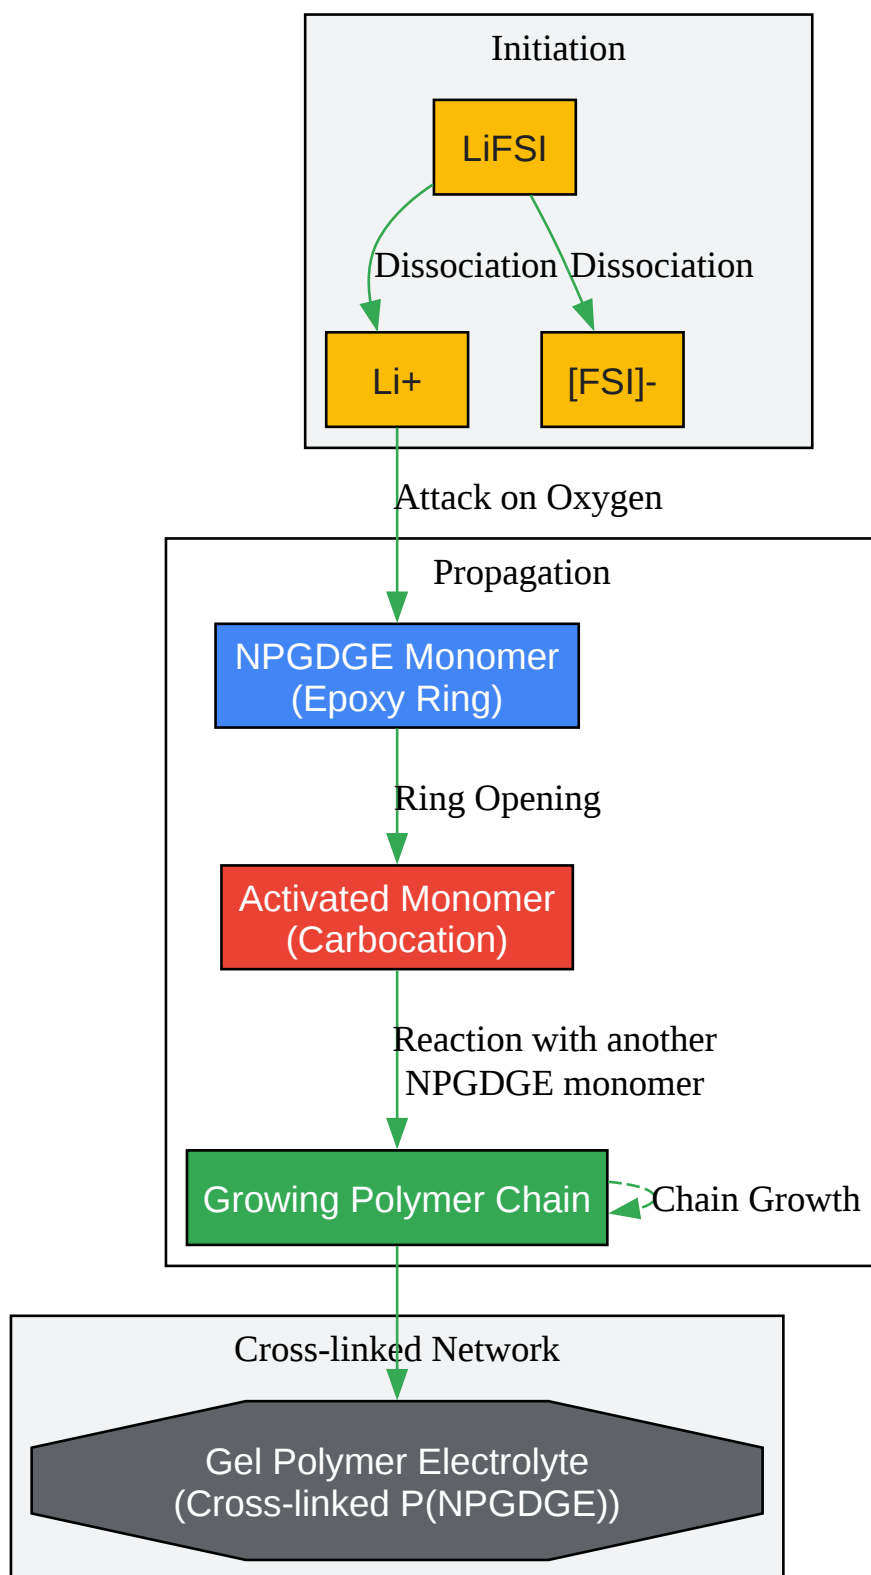 Initiation
LiFSI
Dissociation
Dissociation
Li+
[FSI]-
Attack on Oxygen
Propagation
NPGDGE Monomer
(Epoxy Ring)
Ring Opening
Activated Monomer
(Carbocation)
Reaction with another
NPGDGE monomer
Growing Polymer Chain
Chain Growth
Cross-linked Network
Gel Polymer Electrolyte
(Cross-linked P(NPGDGE))